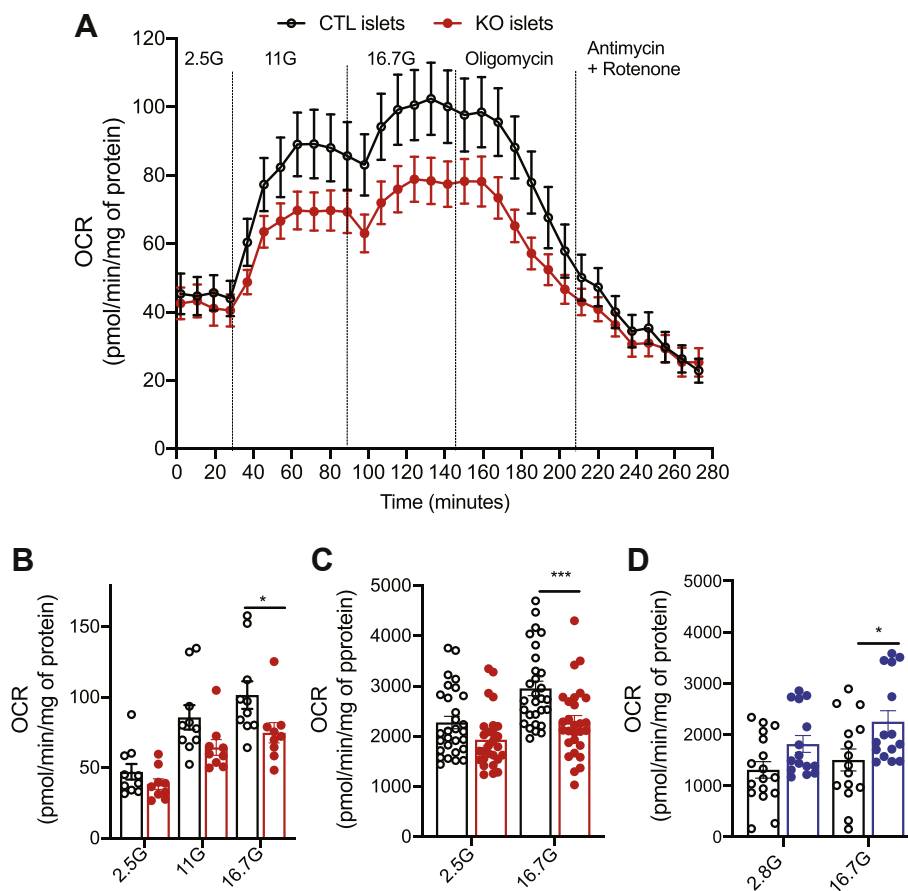 A
CTL islets KO islets
2.5G 11G 16.7G Oligomycin Antimycin
+ Rotenone
OCR
(pmol/min/mg of protein)
120
100
80
60
40
20
0
0 20 40 60 80 100 120 140 160 180 200 220 240 260 280
Time (minutes)
B
OCR
(pmol/min/mg of protein)
150
100
50
0
*
2.5G 11G 16.7G
C
OCR
(pmol/min/mg of pprotein)
5000
4000
3000
2000
1000
0
***
2.5G 16.7G
D
OCR
(pmol/min/mg of protein)
5000
4000
3000
2000
1000
0
*
2.8G 16.7G